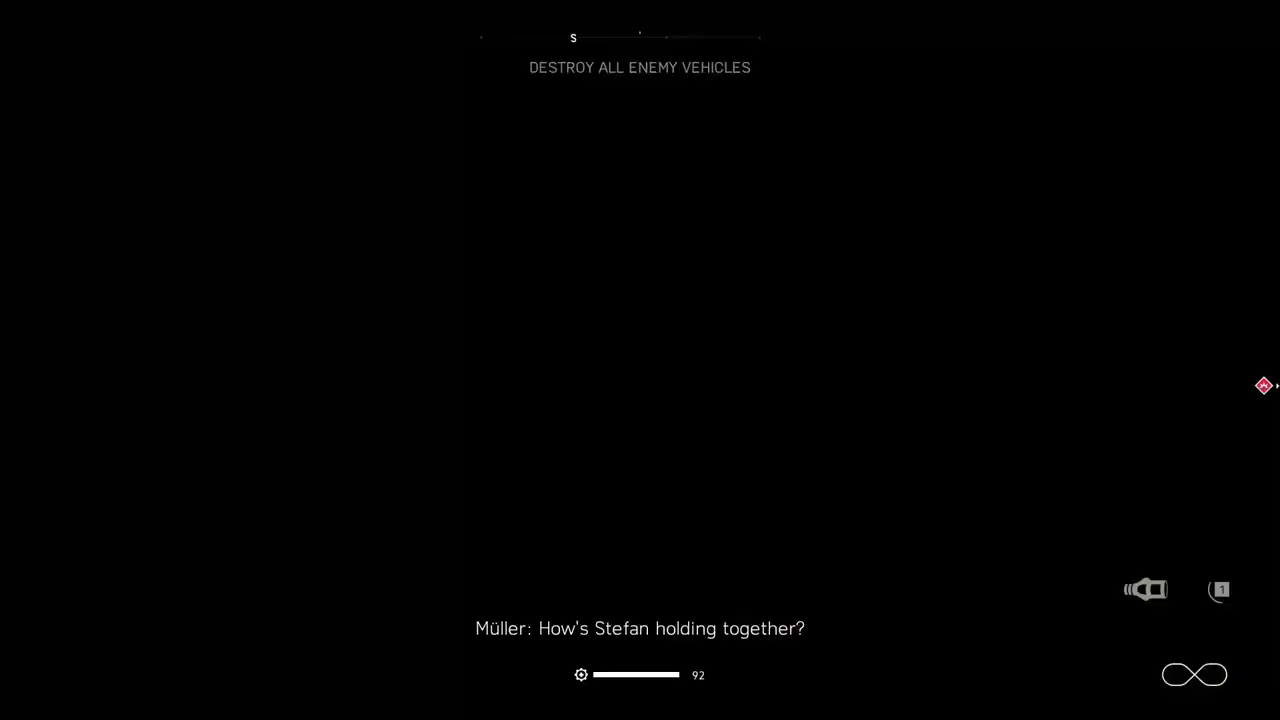 S
DESTROY ALL ENEMY VEHICLES
1
Müller: How's Stefan holding together?
92